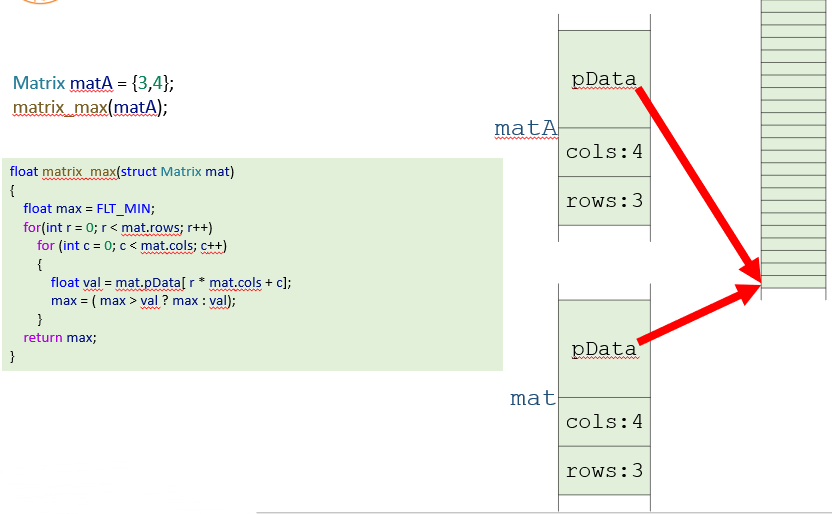 Matrix matA = {3,4};
matrix_max(matA);
float matrix_max(struct Matrix mat)
{
float max = FLT_MIN;
for(int r = 0; r < mat.rows; r++)
for (int c = 0; c < mat.cols; c++)
{
float val = mat.pData[ r * mat.cols + c];
max = ( max > val ? max : val);
}
return max;
}
pData
matA
cols:4
rows:3
pData
mat
cols:4
rows:3